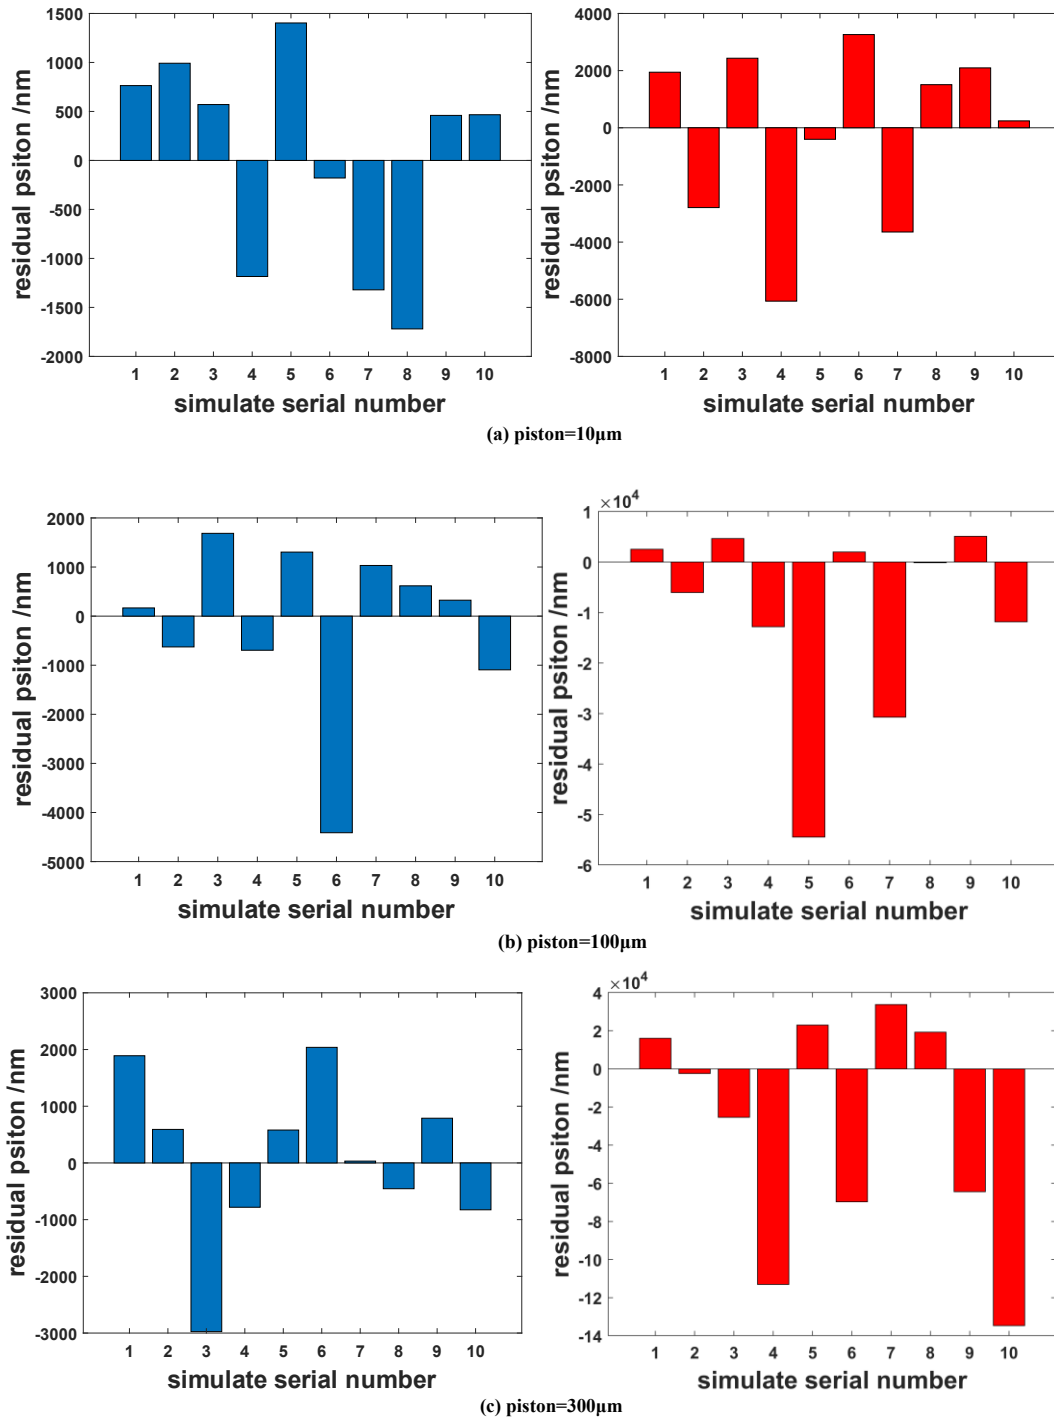 1500
1000
500
0
-500
-1000
-1500
-2000
residual psiton /nm
1 2 3 4 5 6 7 8 9 10
simulate serial number
4000
2000
0
-2000
-4000
-6000
-8000
residual psiton /nm
1 2 3 4 5 6 7 8 9 10
simulate serial number
(a) piston=10μm
2000
1000
0
-1000
-2000
-3000
-4000
-5000
residual psiton /nm
1 2 3 4 5 6 7 8 9 10
simulate serial number
×10⁴
1
0
-1
-2
-3
-4
-5
-6
residual psiton /nm
1 2 3 4 5 6 7 8 9 10
simulate serial number
(b) piston=100μm
3000
2000
1000
0
-1000
-2000
-3000
residual psiton /nm
1 2 3 4 5 6 7 8 9 10
simulate serial number
×10⁴
4
2
0
-2
-4
-6
-8
-10
-12
-14
residual psiton /nm
1 2 3 4 5 6 7 8 9 10
simulate serial number
(c) piston=300μm